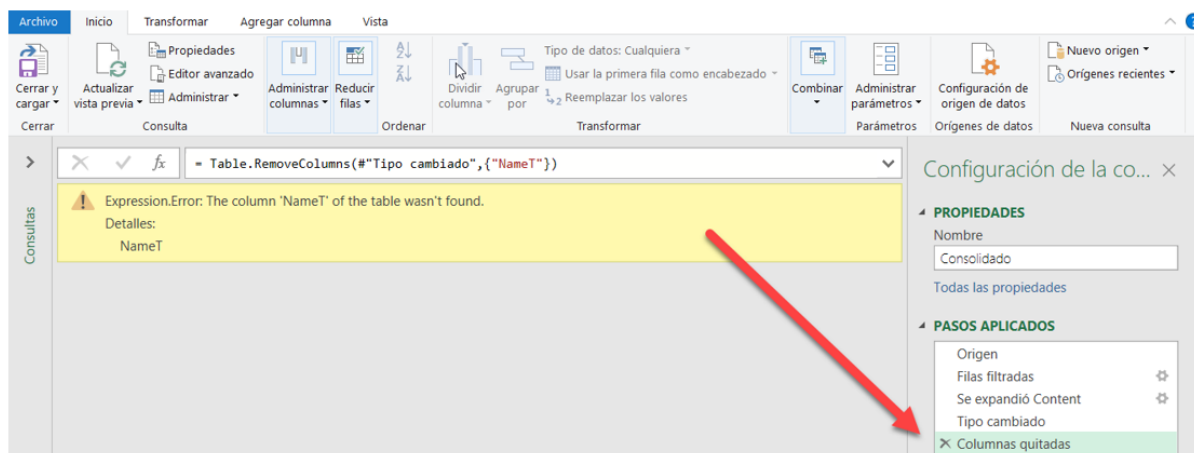 Archivo Inicio Transformar Agregar columna Vista
Cerrar y
cargar
Cerrar
Actualizar
vista previa
Propiedades
Editor avanzado
Administrar
Consulta
Administrar
columnas
Reducir
filas
Ordenar
Dividir
columna
Agrupar
por
Tipo de datos: Cualquiera
Usar la primera fila como encabezado
Reemplazar los valores
Transformar
Combinar
Administrar
parámetros
Parámetros
Configuración de
origen de datos
Orígenes de datos
Nuevo origen
Orígenes recientes
Nueva consulta
Consultas
fx = Table.RemoveColumns(#"Tipo cambiado",{"NameT"})
Expression.Error: The column 'NameT' of the table wasn't found.
Detalles:
NameT
Configuración de la co...
PROPIEDADES
Nombre
Consolidado
Todas las propiedades
PASOS APLICADOS
Origen
Filas filtradas
Se expandió Content
Tipo cambiado
Columnas quitadas